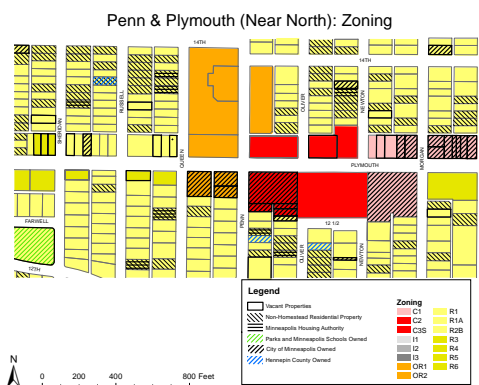 Penn & Plymouth (Near North): Zoning
14TH
14TH
SHERIDAN
RUSSELL
QUEEN
OLIVER
NEWTON
MORGAN
PLYMOUTH
FARWELL
PENN
12 1/2
OLIVER
NEWTON
12TH
Legend
Vacant Properties
Non-Homestead Residential Property
Minneapolis Housing Authority
Parks and Minneapolis Schools Owned
City of Minneapolis Owned
Hennepin County Owned
Zoning
C1
C2
C3S
I1
I2
I3
OR1
OR2
R1
R1A
R2B
R3
R4
R5
R6
N
0 200 400 800 Feet